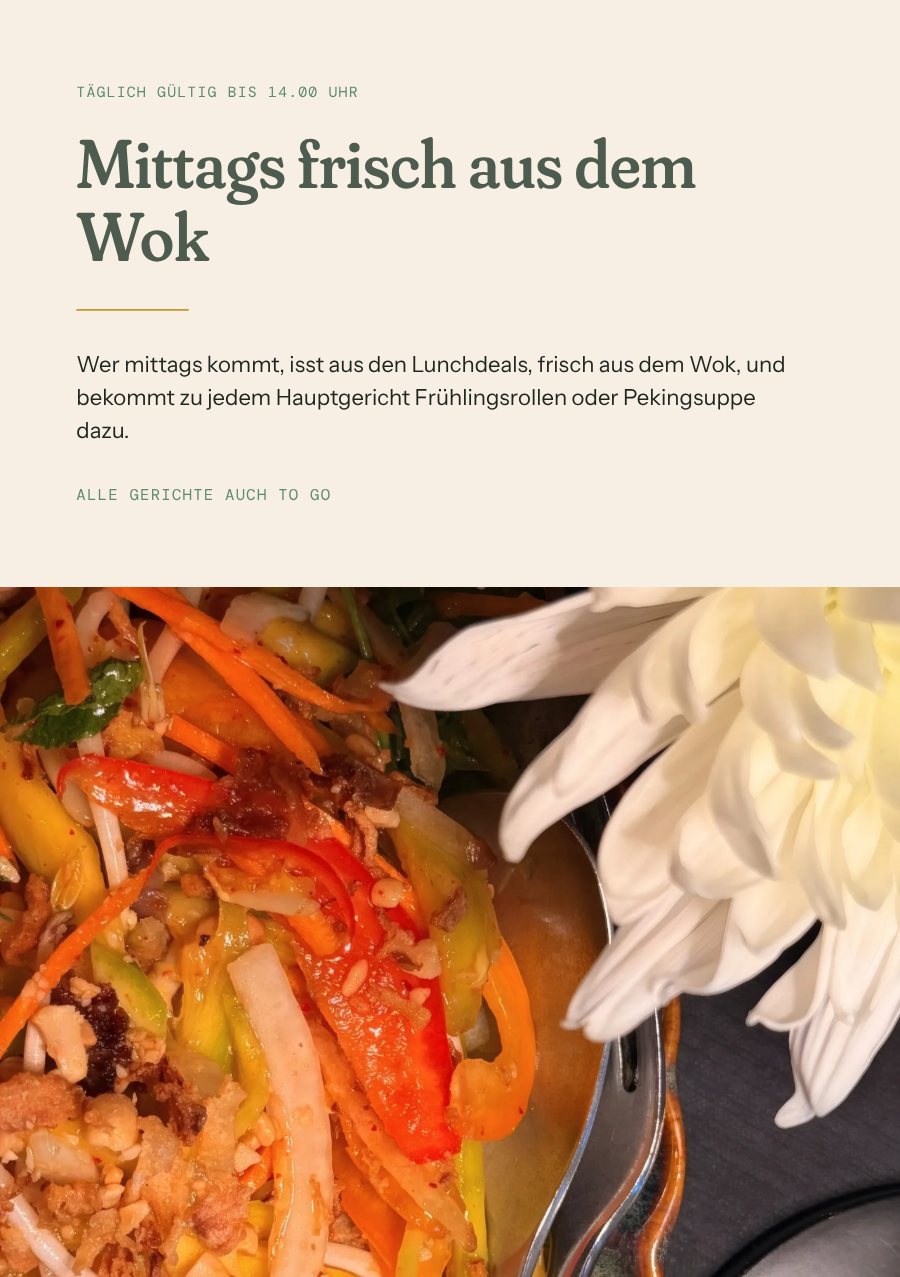 TÄGLICH GÜLTIG BIS 14.00 UHR
Mittags frisch aus dem
Wok
Wer mittags kommt, isst aus den Lunchdeals, frisch aus dem Wok, und
bekommt zu jedem Hauptgericht Frühlingsrollen oder Pekingsuppe
dazu.
ALLE GERICHTE AUCH TO GO